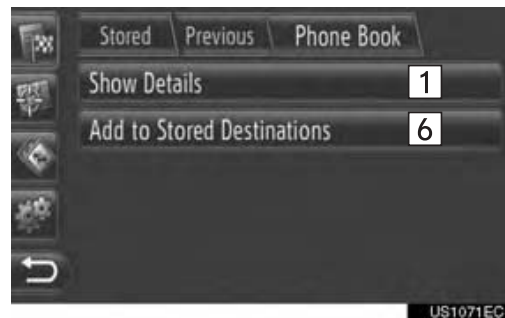 Stored Previous Phone Book
Show Details 1
Add to Stored Destinations 6
US1071EC